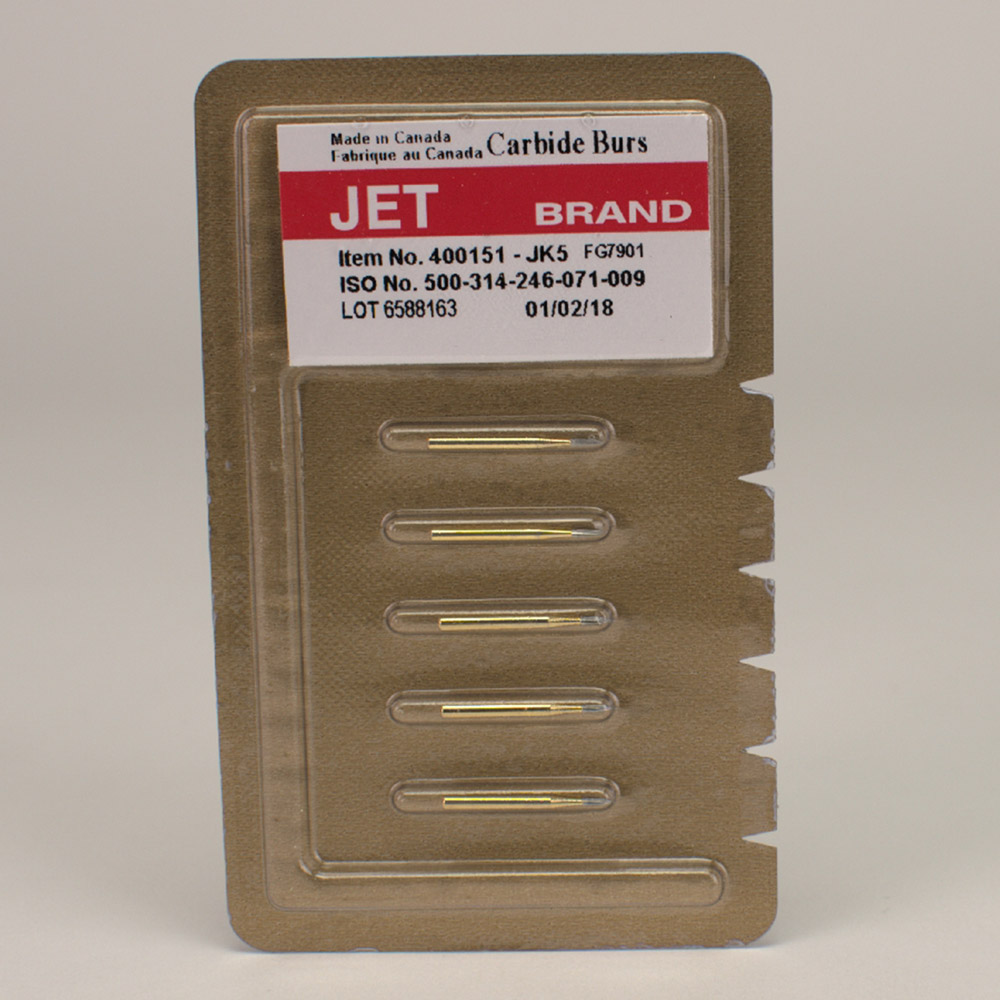 Made in Canada
Fabrique au Canada Carbide Burs
JET BRAND
Item No. 400151 - JK5 FG7901
ISO No. 500-314-246-071-009
LOT 6588163 01/02/18